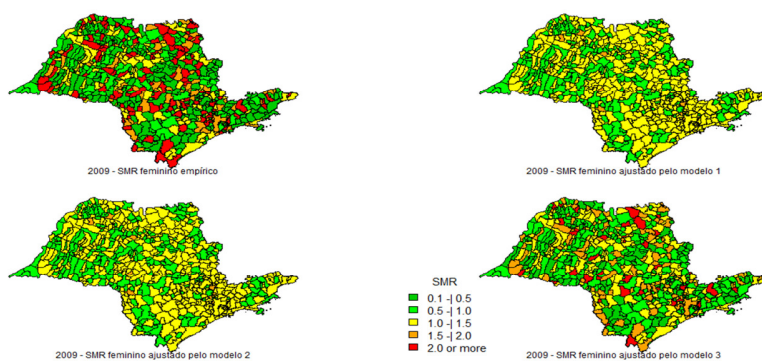 2009 - SMR feminino empírico
2009 - SMR feminino ajustado pelo modelo 1
2009 - SMR feminino ajustado pelo modelo 2
SMR
0.1 -| 0.5
0.5 -| 1.0
1.0 -| 1.5
1.5 -| 2.0
2.0 or more
2009 - SMR feminino ajustado pelo modelo 3